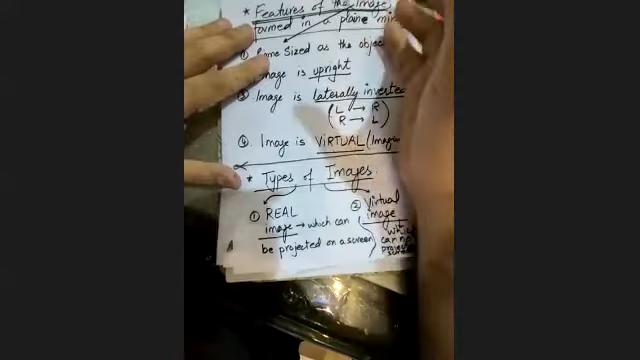 * Features of the Image
formed in a plane
① Same sized as the object
Image is upright
③ Image is laterally inverted
(L → R
R → L)
④ Image is VIRTUAL (Imagin
* Types of Images
① REAL image → which can be projected on a screen
② Virtual image
can